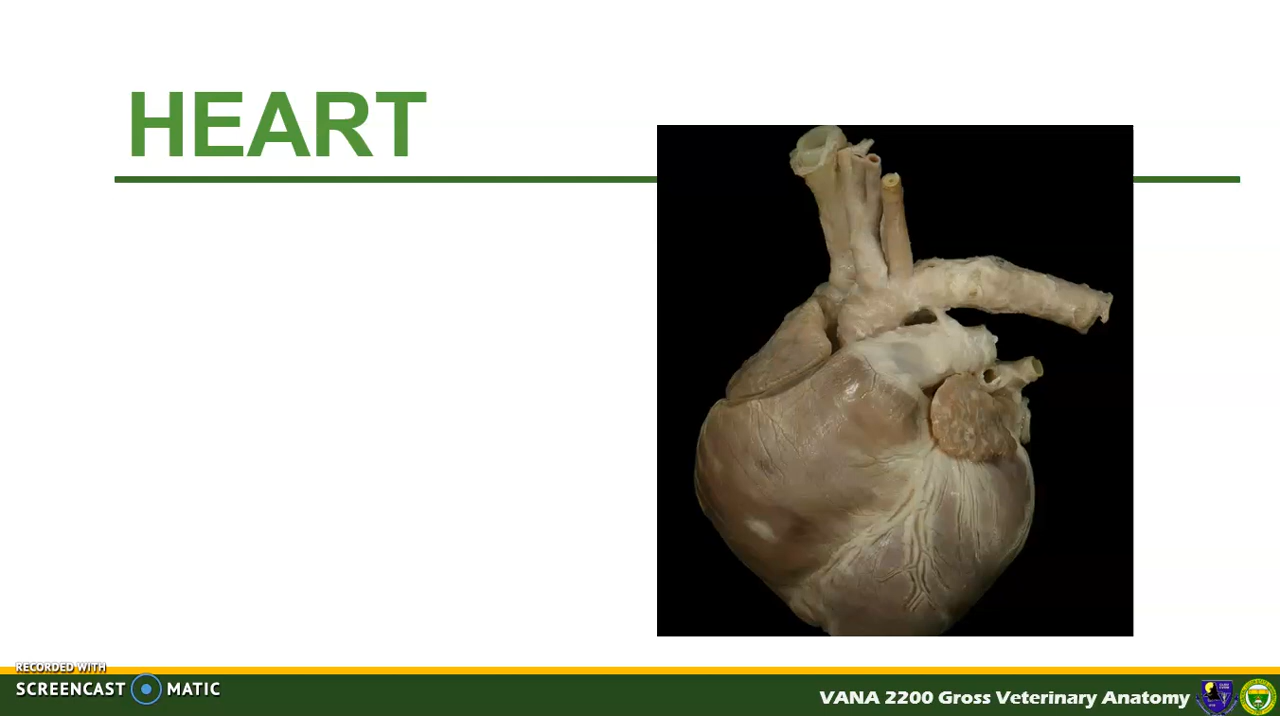 HEART
RECORDED WITH
SCREENCAST MATIC
VANA 2200 Gross Veterinary Anatomy